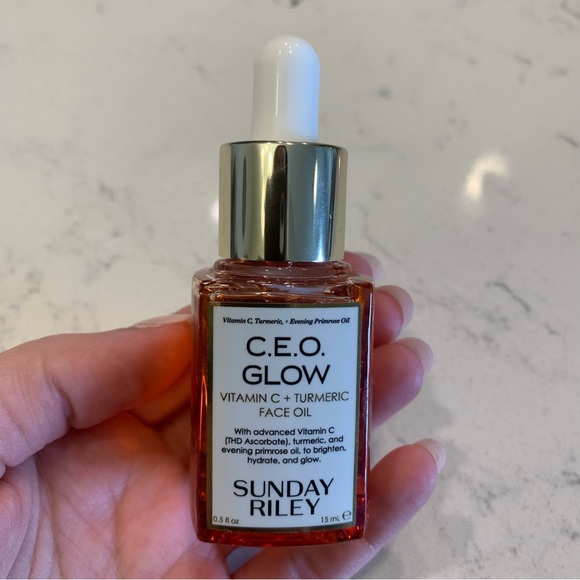 Vitamin C, Turmeric, + Evening Primrose Oil
C.E.O.
GLOW
VITAMIN C + TURMERIC
FACE OIL
With advanced Vitamin C
(THD Ascorbate), turmeric, and
evening primrose oil, to brighten,
hydrate, and glow.
SUNDAY
RILEY
0.5 fl oz 15 mL ℮